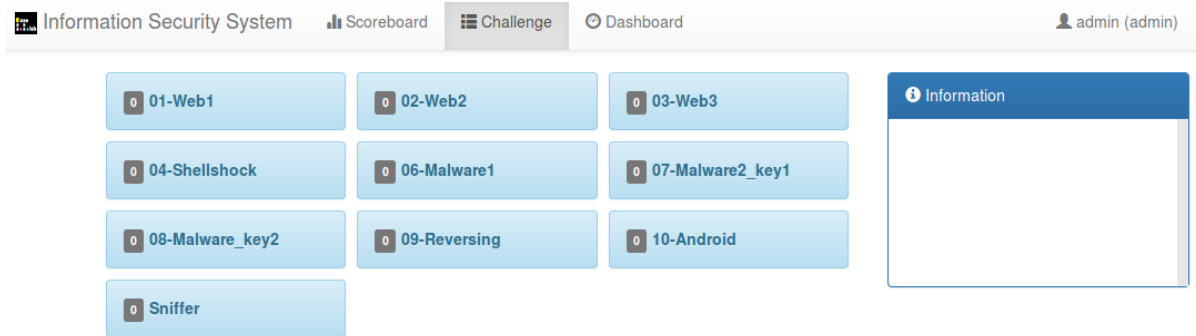 Information Security System Scoreboard Challenge Dashboard admin (admin)
0 01-Web1 0 02-Web2 0 03-Web3
Information
0 04-Shellshock 0 06-Malware1 0 07-Malware2_key1
0 08-Malware_key2 0 09-Reversing 0 10-Android
0 Sniffer